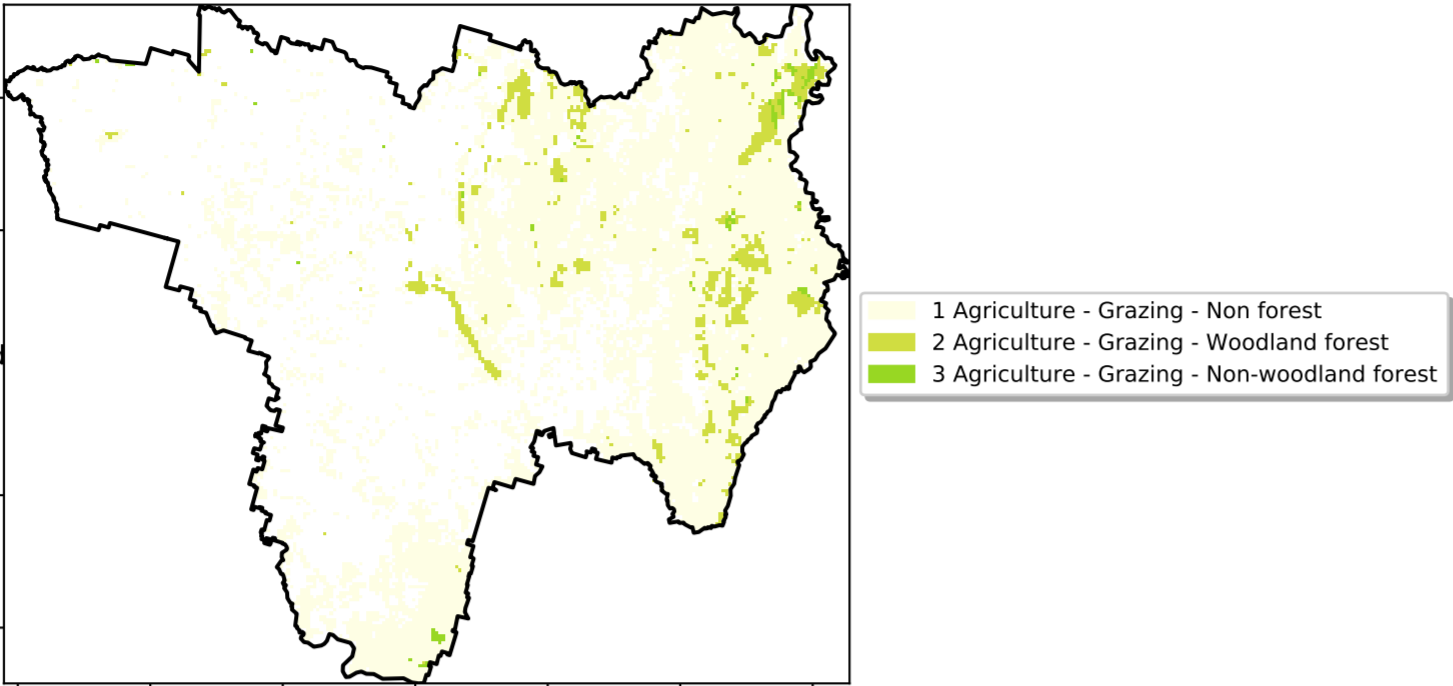 1 Agriculture - Grazing - Non forest
2 Agriculture - Grazing - Woodland forest
3 Agriculture - Grazing - Non-woodland forest